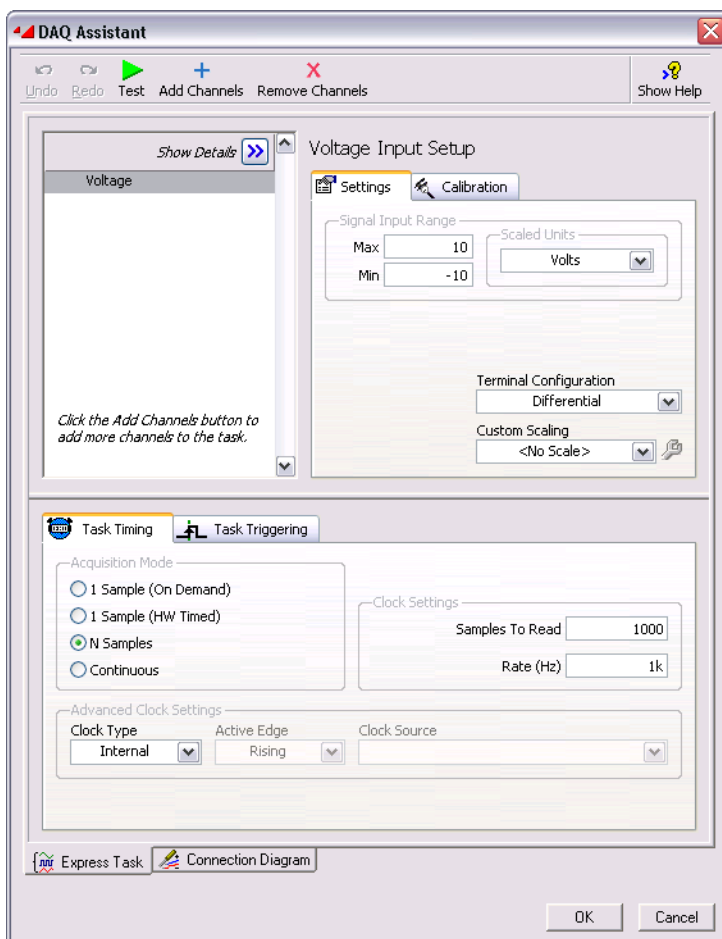 DAQ Assistant
Undo Redo Test Add Channels Remove Channels Show Help
Show Details
Voltage
Click the Add Channels button to
add more channels to the task.
Voltage Input Setup
Settings Calibration
Signal Input Range
Max 10
Min -10
Scaled Units
Volts
Terminal Configuration
Differential
Custom Scaling
<No Scale>
Task Timing Task Triggering
Acquisition Mode
1 Sample (On Demand)
1 Sample (HW Timed)
N Samples
Continuous
Clock Settings
Samples To Read 1000
Rate (Hz) 1k
Advanced Clock Settings
Clock Type Active Edge Clock Source
Internal Rising
Express Task Connection Diagram
OK Cancel